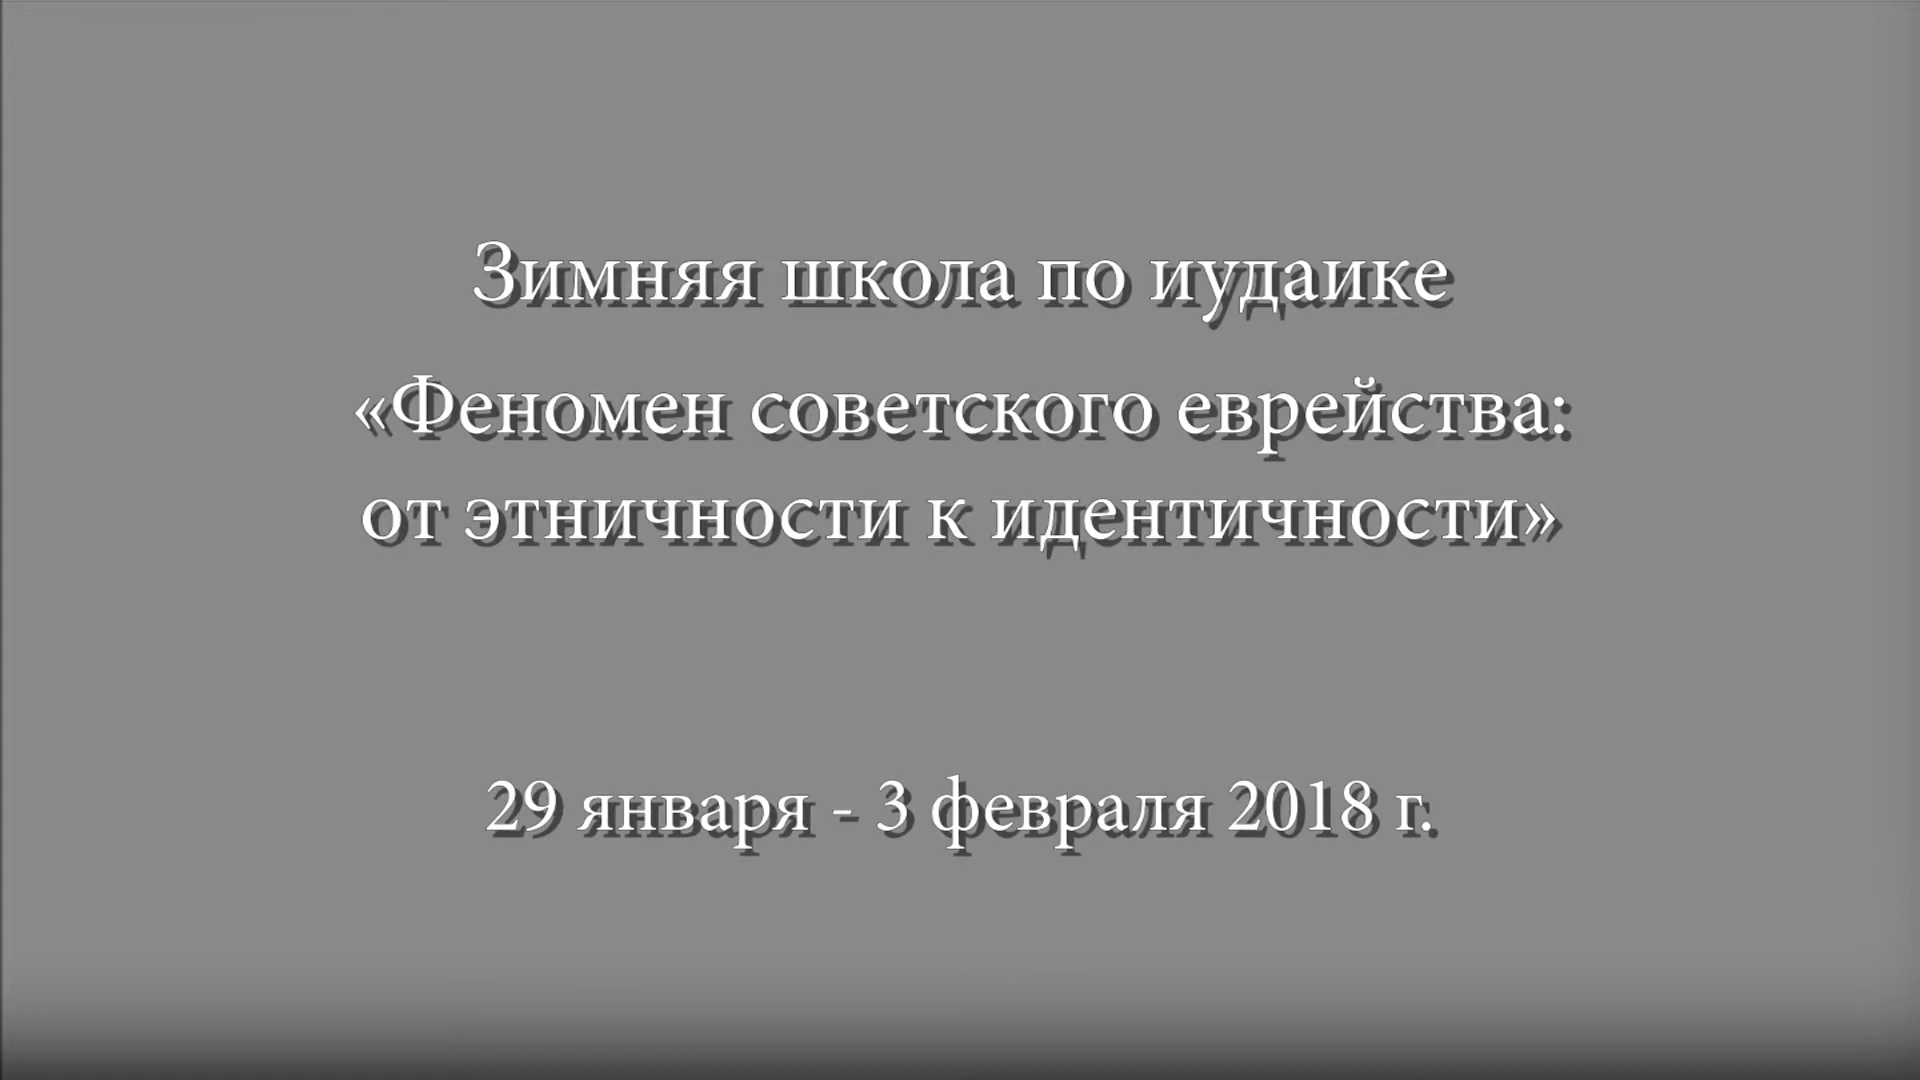 Зимняя школа по иудаике
«Феномен советского еврейства:
от этничности к идентичности»
29 января - 3 февраля 2018 г.